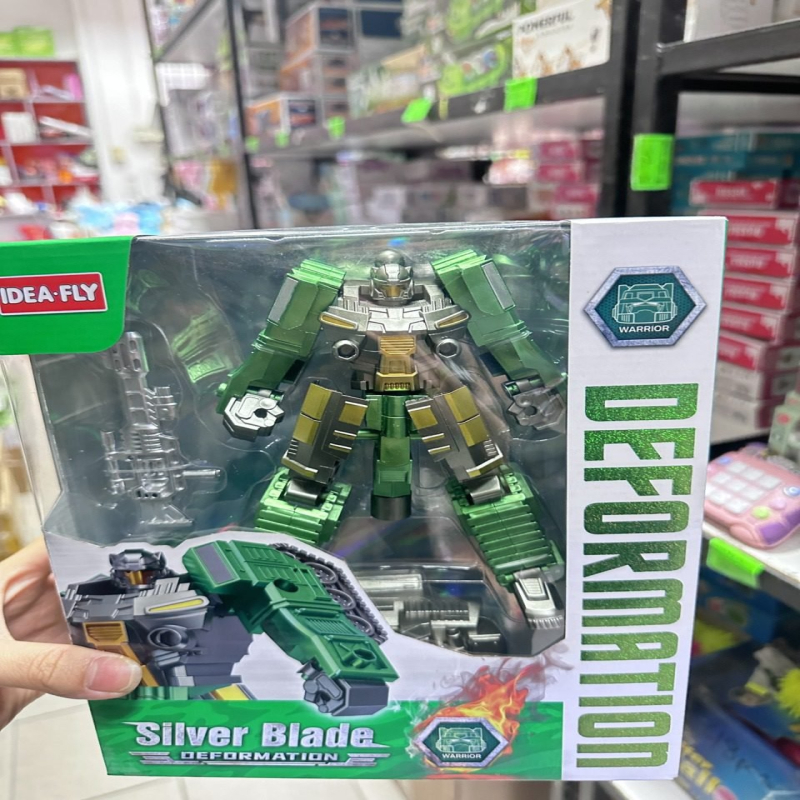 POWERFUL
IDEA-FLY
WARRIOR
DEFORMATION
Silver Blade
DEFORMATION
WARRIOR